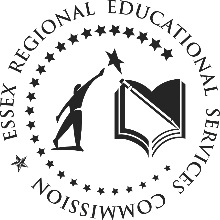 ESSEX REGIONAL EDUCATIONAL SERVICES COMMISSION